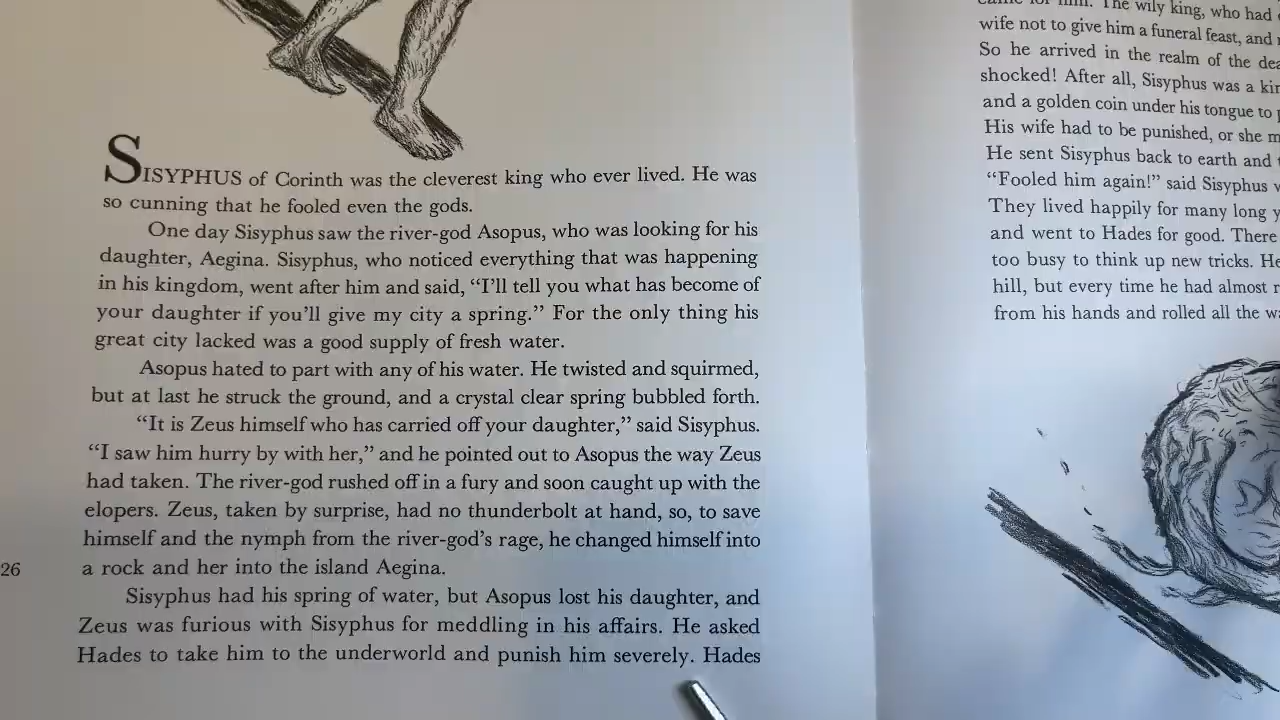 SISYPHUS of Corinth was the cleverest king who ever lived. He was
so cunning that he fooled even the gods.
One day Sisyphus saw the river-god Asopus, who was looking for his
daughter, Aegina. Sisyphus, who noticed everything that was happening
in his kingdom, went after him and said, “I’ll tell you what has become of
your daughter if you’ll give my city a spring.” For the only thing his
great city lacked was a good supply of fresh water.
Asopus hated to part with any of his water. He twisted and squirmed,
but at last he struck the ground, and a crystal clear spring bubbled forth.
“It is Zeus himself who has carried off your daughter,” said Sisyphus.
“I saw him hurry by with her,” and he pointed out to Asopus the way Zeus
had taken. The river-god rushed off in a fury and soon caught up with the
elopers. Zeus, taken by surprise, had no thunderbolt at hand, so, to save
himself and the nymph from the river-god’s rage, he changed himself into
a rock and her into the island Aegina.
26
Sisyphus had his spring of water, but Asopus lost his daughter, and
Zeus was furious with Sisyphus for meddling in his affairs. He asked
Hades to take him to the underworld and punish him severely. Hades
came for him. The wily king, who had
wife not to give him a funeral feast, and
So he arrived in the realm of the
shocked! After all, Sisyphus was a
and a golden coin under his tongue to
His wife had to be punished, or she
He sent Sisyphus back to earth and
“Fooled him again!” said Sisyphus
They lived happily for many long
and went to Hades for good. There
too busy to think up new tricks. He
hill, but every time he had almost
from his hands and rolled all the